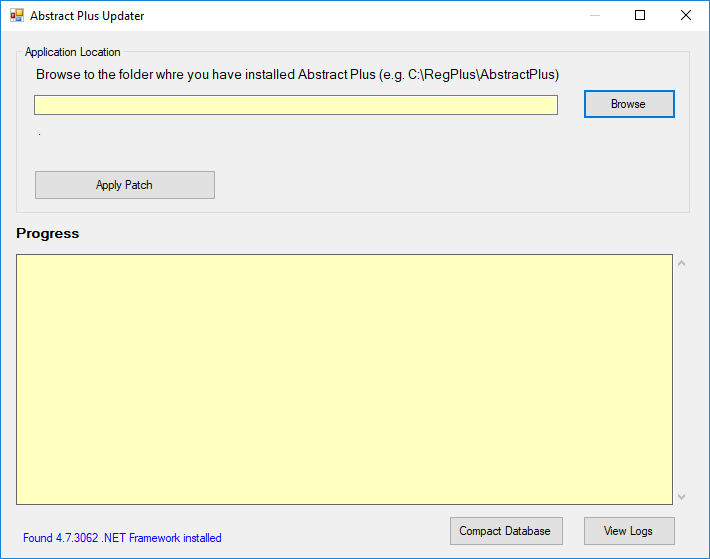 Abstract Plus Updater
Application Location
Browse to the folder whre you have installed Abstract Plus (e.g. C:\RegPlus\AbstractPlus)
Browse
.
Apply Patch
Progress
Found 4.7.3062 .NET Framework installed
Compact Database
View Logs